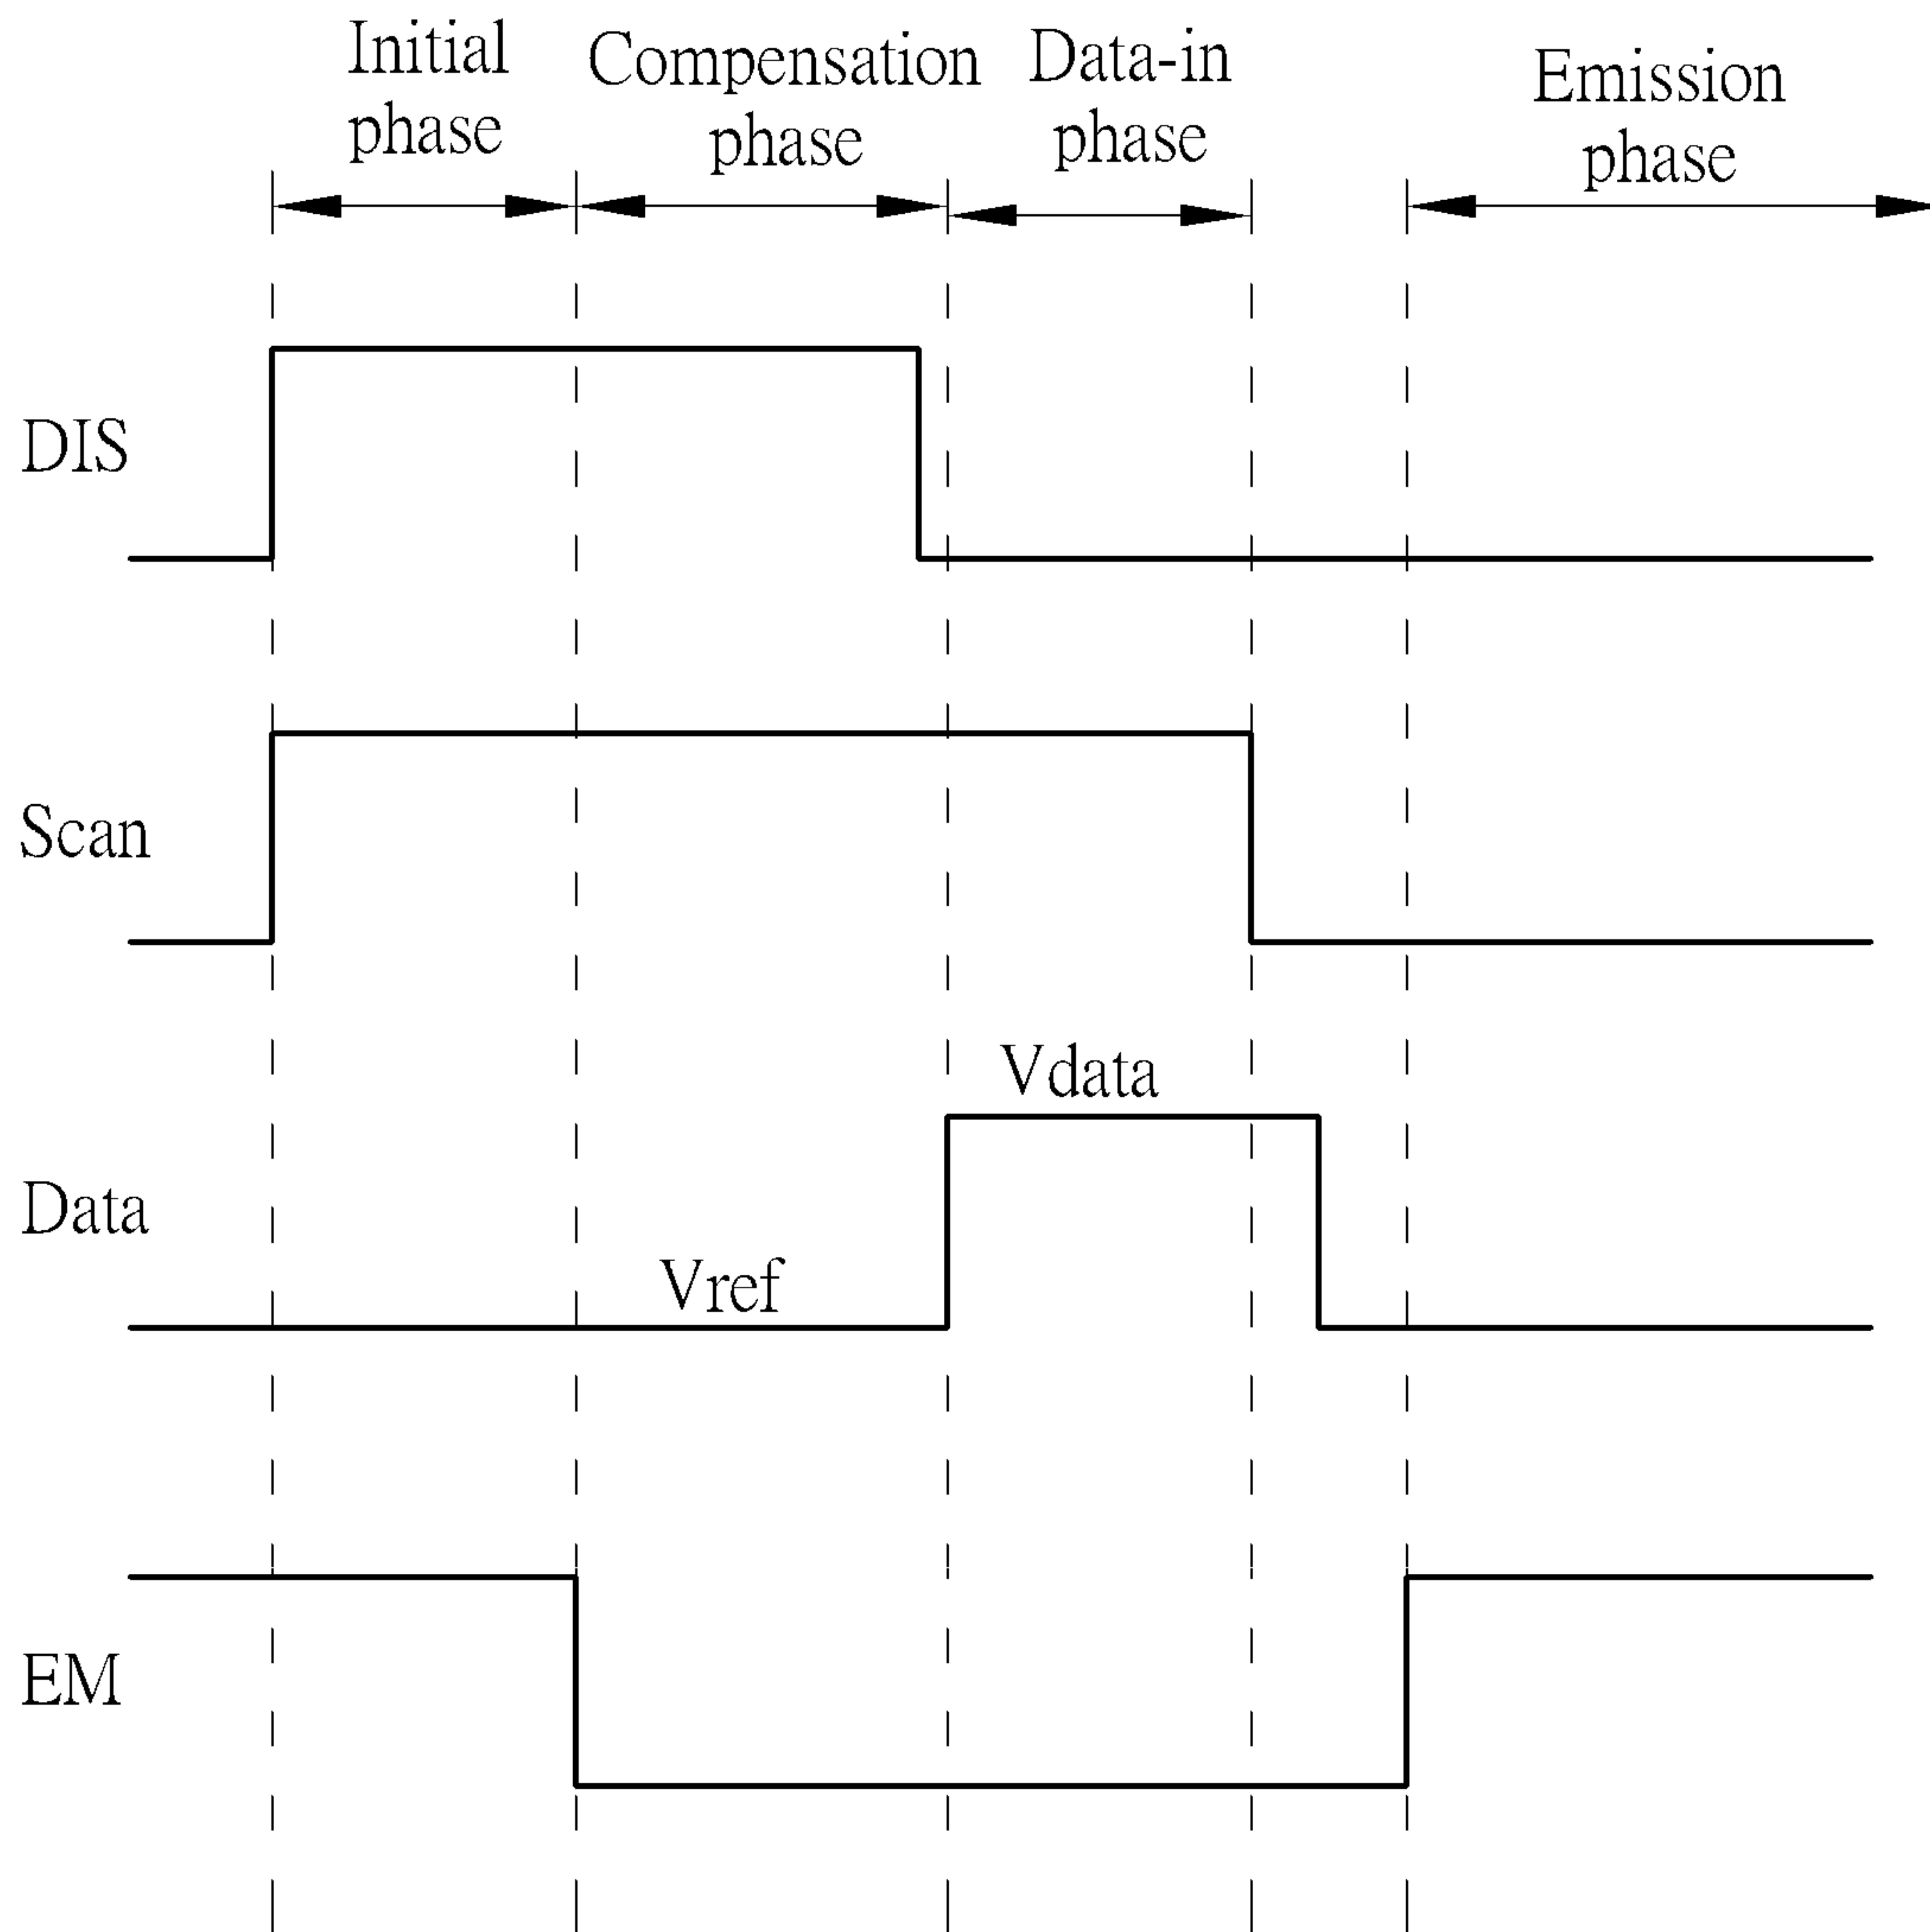 Initial
phase
Compensation
phase
Data-in
phase
Emission
phase
DIS
Scan
Vdata
Data
Vref
EM